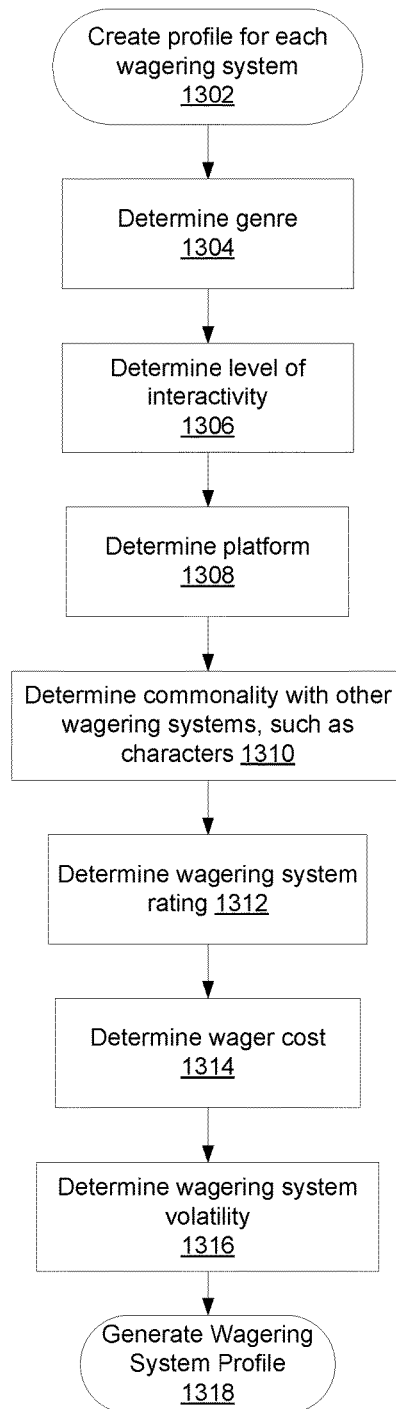 Create profile for each
wagering system
1302
Determine genre
1304
Determine level of
interactivity
1306
Determine platform
1308
Determine commonality with other
wagering systems, such as
characters 1310
Determine wagering system
rating 1312
Determine wager cost
1314
Determine wagering system
volatility
1316
Generate Wagering
System Profile
1318